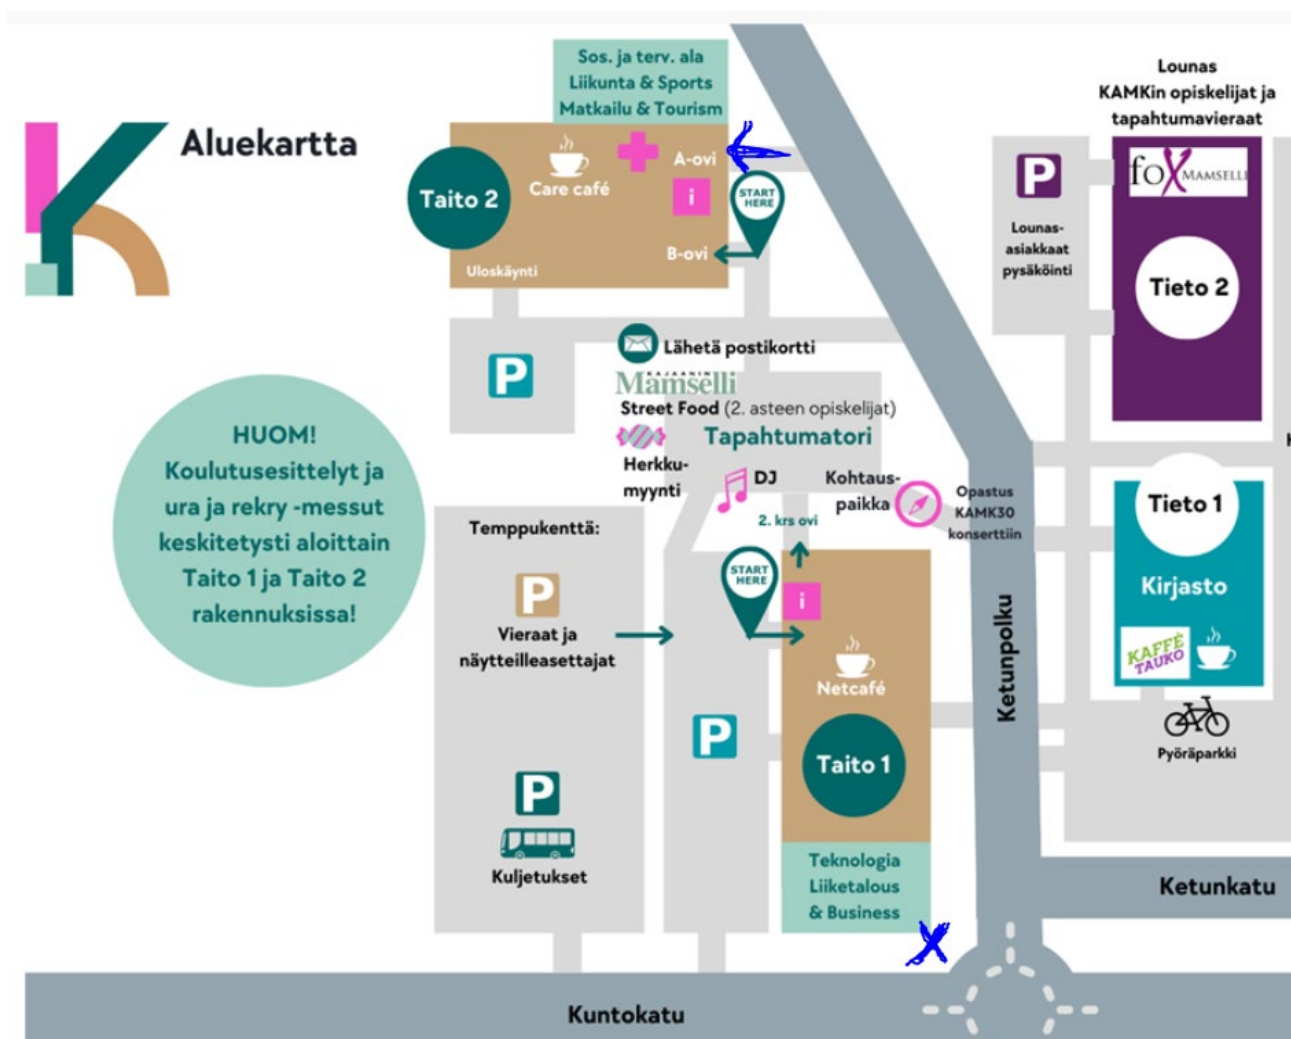 Aluekartta
Sos. ja terv. ala
Liikunta & Sports
Matkailu & Tourism
Taito 2
Care café
A-ovi
i
START
HERE
B-ovi
Uloskäynti
P
Lähetä postikortti
KAJAANIN
Mamselli
Street Food (2. asteen opiskelijat)
Tapahtumatori
Herkku-
myynti
DJ
Kohtaus-
paikka
Opastus
KAMK30
konserttiin
2. krs ovi
HUOM!
Koulutusesittelyt ja
ura ja rekry -messut
keskitetysti aloittain
Taito 1 ja Taito 2
rakennuksissa!
Temppukenttä:
P
Vieraat ja
näytteilleasettajat
P
Kuljetukset
START
HERE
i
Netcafé
P
Taito 1
Teknologia
Liiketalous
& Business
X
Lounas
KAMKin opiskelijat ja
tapahtumavieraat
P
Lounas-
asiakkaat
pysäköinti
foX MAMSELLI
Tieto 2
K
Tieto 1
Kirjasto
KAFFÈ
TAUKO
Pyöräparkki
Ketunpolku
Ketunkatu
Kuntokatu